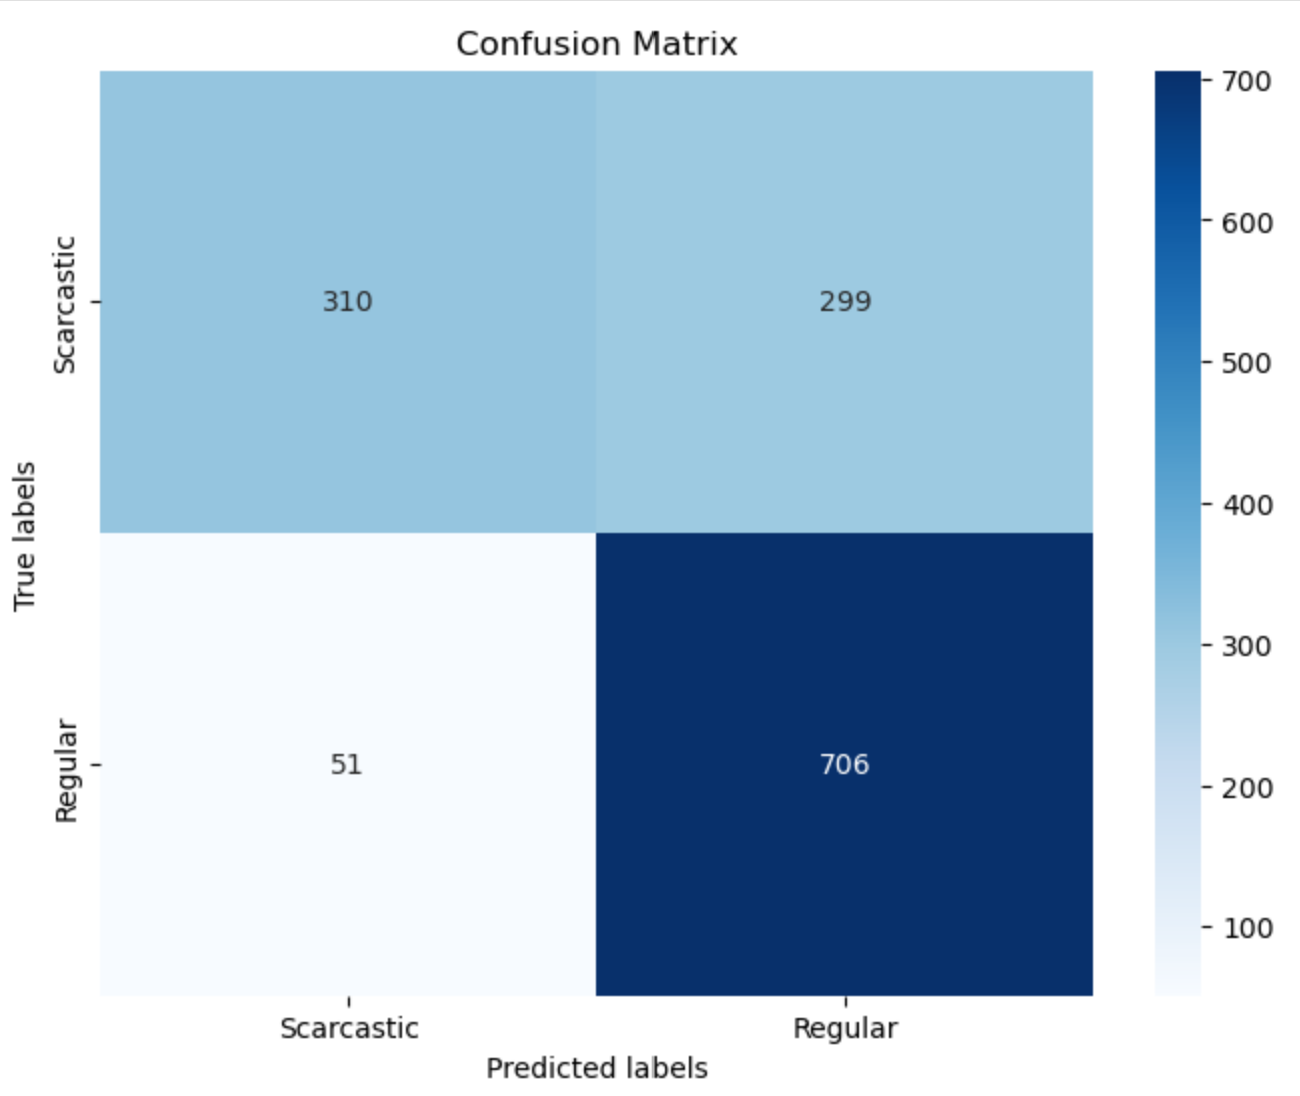 Confusion Matrix
700
600
500
400
300
200
100
Scarcastic
310
299
True labels
Regular
51
706
Scarcastic
Regular
Predicted labels